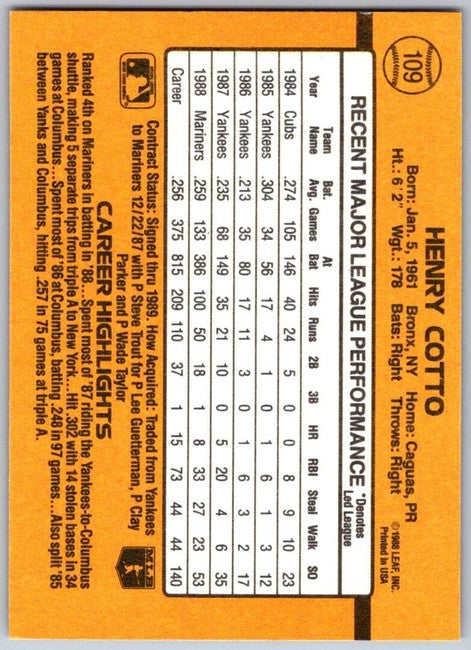 109
HENRY COTTO
Born: Jan. 5, 1961 Bronx, NY Home: Caguas, PR
Ht.: 6' 2" Wgt.: 178 Bats: Right Throws: Right
©1988 LEAF, INC.
Printed in USA
RECENT MAJOR LEAGUE PERFORMANCE *Denotes Led League
Year Team Name Bat. Avg. Games At Bat Hits Runs 2B 3B HR RBI Steal Walk SO
1984 Cubs .274 105 146 40 24 5 0 0 8 9 10 23
1985 Yankees .304 34 56 17 4 1 0 1 6 1 3 12
1986 Yankees .213 35 80 17 11 3 0 1 6 3 2 17
1987 Yankees .235 68 149 35 21 10 0 5 20 4 6 35
1988 Mariners .259 133 386 100 50 18 1 8 33 27 23 53
Career .256 375 815 209 110 37 1 15 73 44 44 140
Contract Status: Signed thru 1989. How Acquired: Traded from Yankees
to Mariners 12/22/87 with P Steve Trout for P Lee Guetterman, P Clay
Parker and P Wade Taylor
MLB
CAREER HIGHLIGHTS
Ranked 4th on Mariners in batting in '88...Spent most of '87 riding the Yankees-to-Columbus
shuttle, making 5 separate trips from triple A to New York...Hit .302 with 14 stolen bases in 34
games at Columbus...Spent most of '86 at Columbus, batting .248 in 97 games...Also split '85
between Yanks and Columbus, hitting .257 in 75 games at triple A.